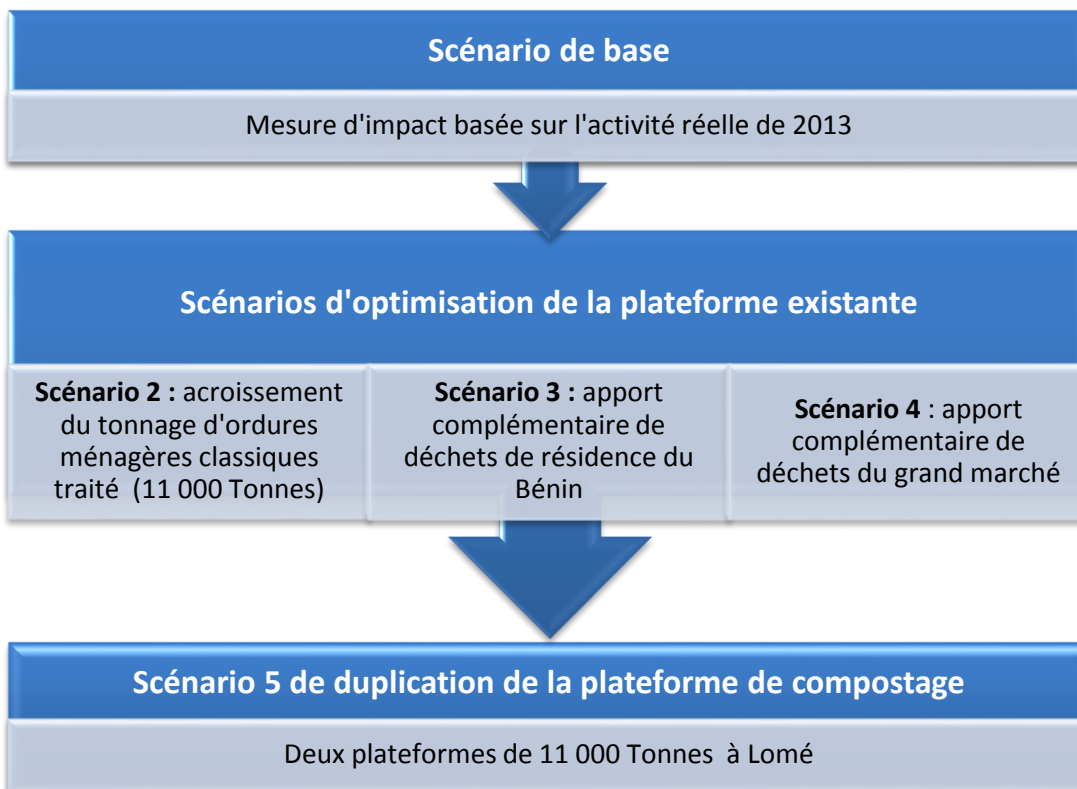 Scénario de base
Mesure d'impact basée sur l'activité réelle de 2013
Scénarios d'optimisation de la plateforme existante
Scénario 2 : acroissement
du tonnage d'ordures
ménagères classiques
traité (11 000 Tonnes)
Scénario 3 : apport
complémentaire de
déchets de résidence du
Bénin
Scénario 4 : apport
complémentaire de
déchets du grand marché
Scénario 5 de duplication de la plateforme de compostage
Deux plateformes de 11 000 Tonnes à Lomé